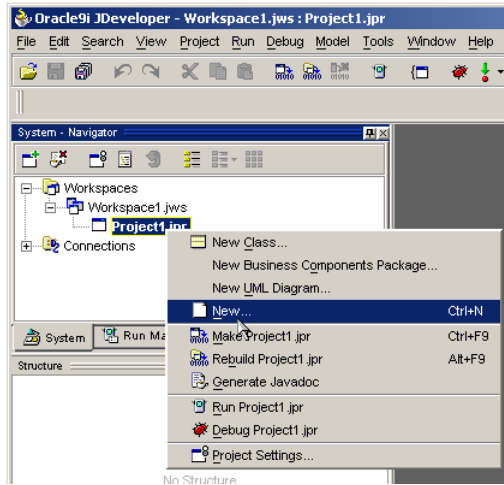 Oracle9i JDeveloper - Workspace1.jws : Project1.jpr
File Edit Search View Project Run Debug Model Tools Window Help
System - Navigator
Workspaces
Workspace1.jws
Project1.jpr
Connections
New Class...
New Business Components Package...
New UML Diagram...
New... Ctrl+N
Make Project1.jpr Ctrl+F9
Rebuild Project1.jpr Alt+F9
Generate Javadoc
Run Project1.jpr
Debug Project1.jpr
Project Settings...
System Run Ma
Structure
No Structure